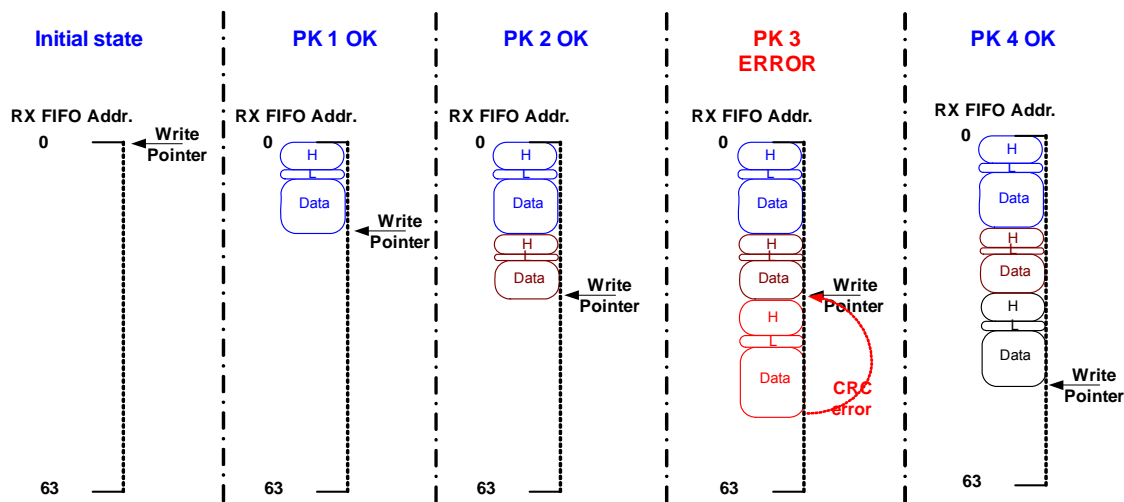 Initial state
RX FIFO Addr.
0
Write
Pointer
63
PK 1 OK
RX FIFO Addr.
0
H
L
Data
Write
Pointer
63
PK 2 OK
RX FIFO Addr.
0
H
L
Data
H
L
Data
Write
Pointer
63
PK 3
ERROR
RX FIFO Addr.
0
H
L
Data
H
L
Data
Write
Pointer
H
L
Data
CRC
error
63
PK 4 OK
RX FIFO Addr.
0
H
L
Data
H
L
Data
H
L
Data
Write
Pointer
63